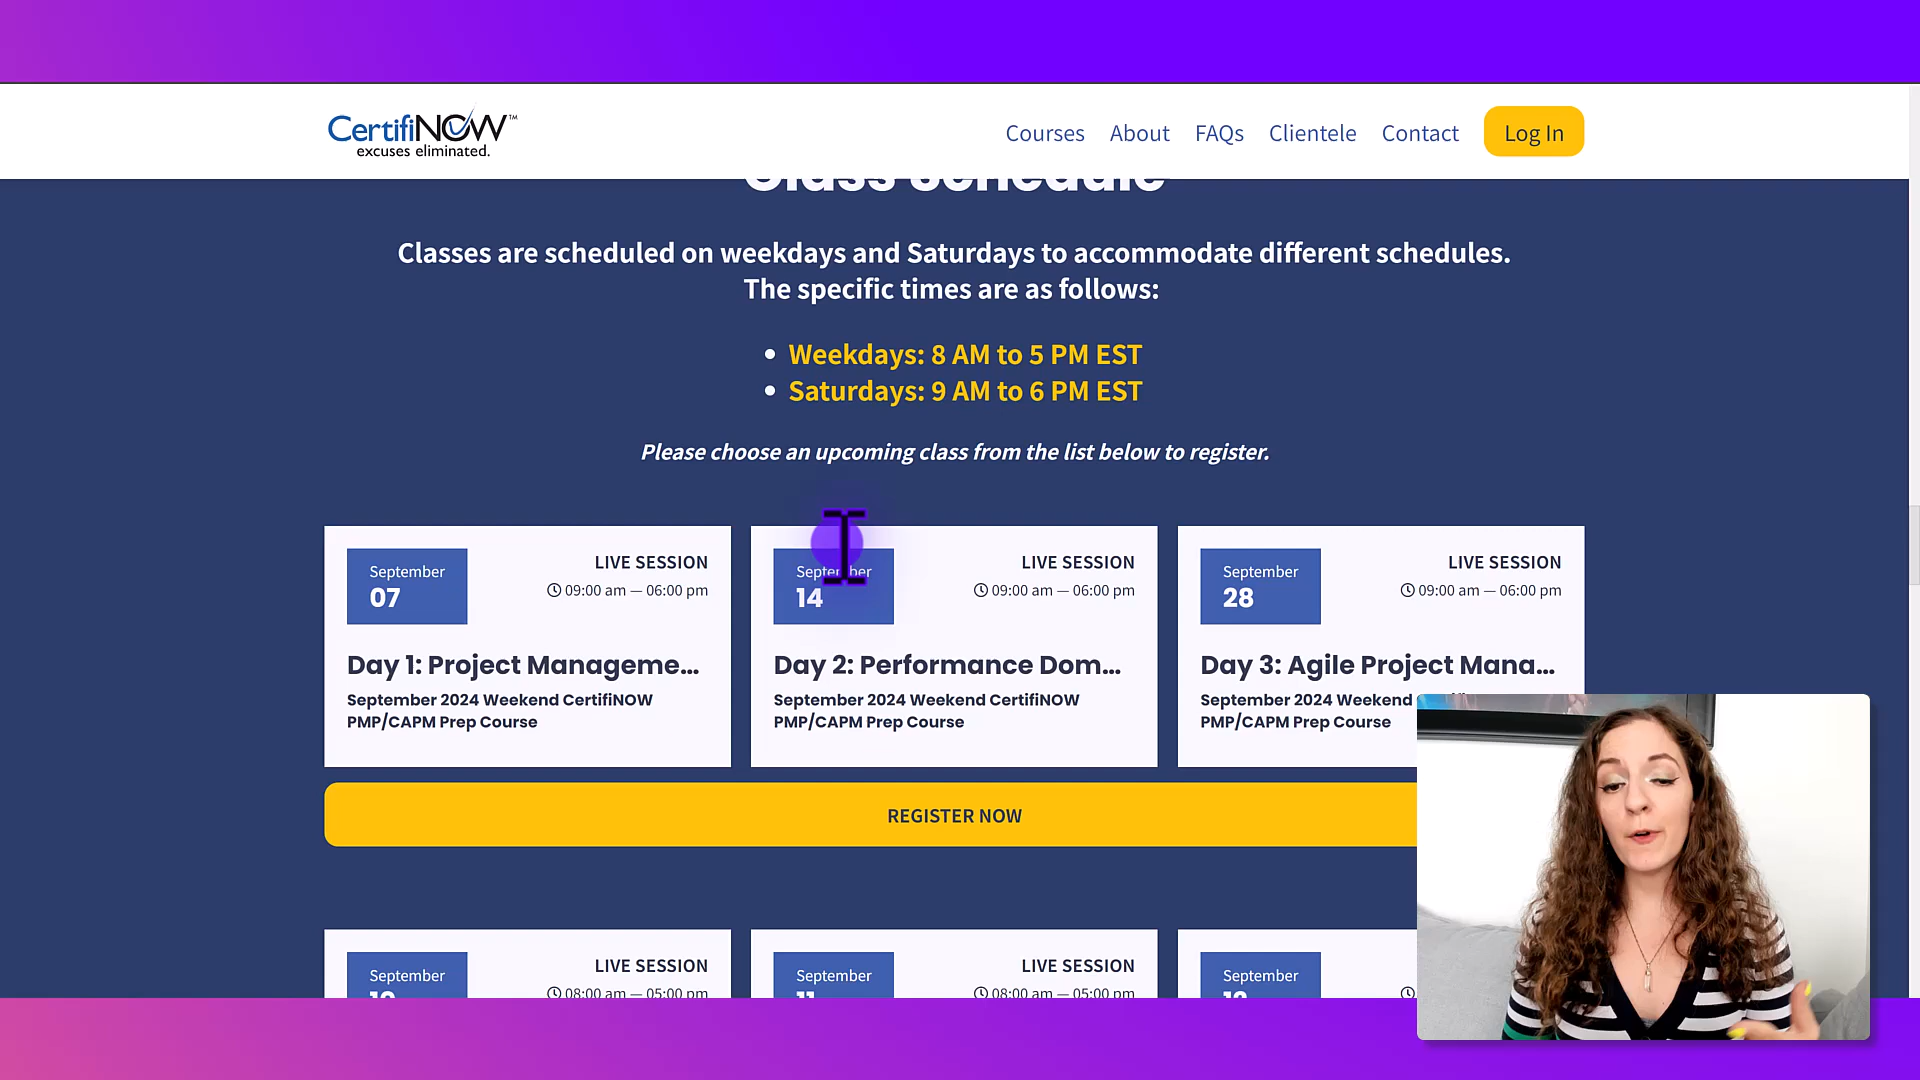 CertifiNOW™
excuses eliminated.
Courses About FAQs Clientele Contact Log In
Class Schedule
Classes are scheduled on weekdays and Saturdays to accommodate different schedules.
The specific times are as follows:
• Weekdays: 8 AM to 5 PM EST
• Saturdays: 9 AM to 6 PM EST
Please choose an upcoming class from the list below to register.
September
07
LIVE SESSION
09:00 am — 06:00 pm
Day 1: Project Manageme...
September 2024 Weekend CertifiNOW
PMP/CAPM Prep Course
September
14
LIVE SESSION
09:00 am — 06:00 pm
Day 2: Performance Dom...
September 2024 Weekend CertifiNOW
PMP/CAPM Prep Course
September
28
LIVE SESSION
09:00 am — 06:00 pm
Day 3: Agile Project Mana...
September 2024 Weekend
PMP/CAPM Prep Course
REGISTER NOW
September
LIVE SESSION
08:00 am — 05:00 pm
September
11
LIVE SESSION
08:00 am — 05:00 pm
September